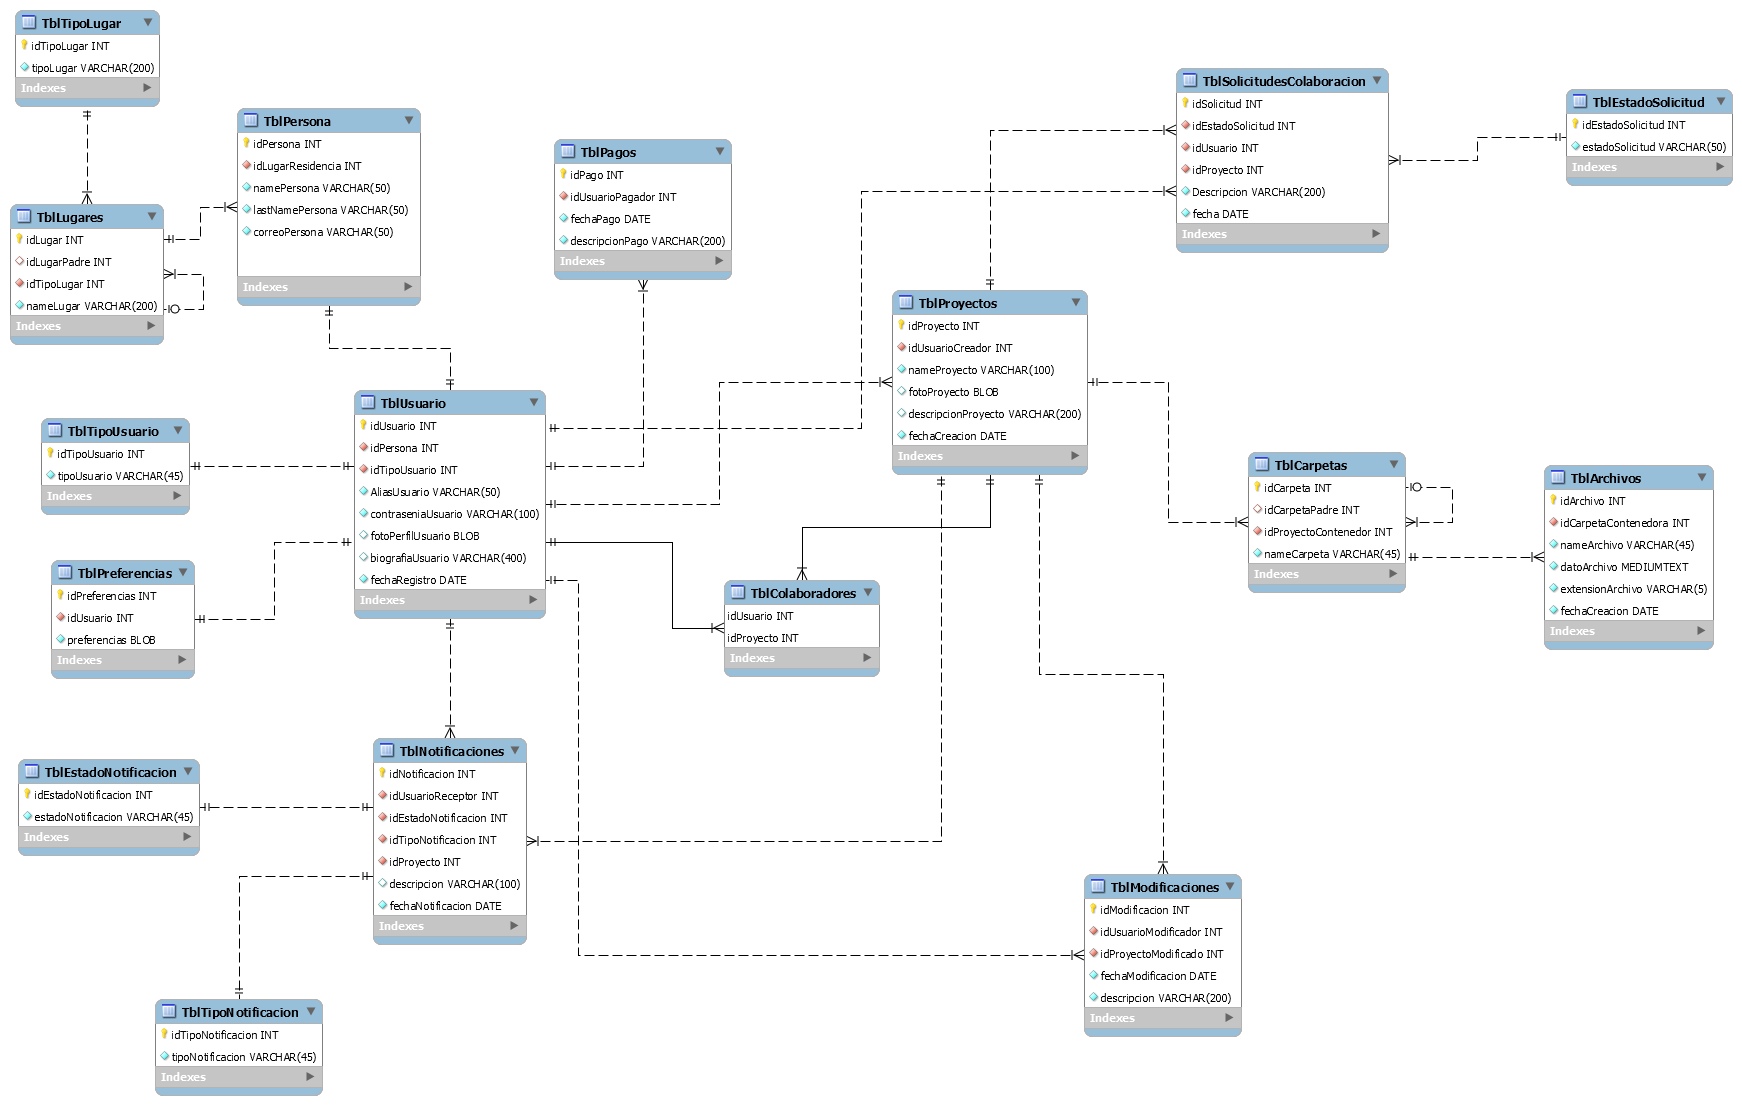 TblTipoLugar
idTipoLugar INT
tipoLugar VARCHAR(200)
Indexes
TblLugares
idLugar INT
idLugarPadre INT
idTipoLugar INT
nameLugar VARCHAR(200)
Indexes
TblPersona
idPersona INT
idLugarResidencia INT
namePersona VARCHAR(50)
lastNamePersona VARCHAR(50)
correoPersona VARCHAR(50)
Indexes
TblPagos
idPago INT
idUsuarioPagador INT
fechaPago DATE
descripcionPago VARCHAR(200)
Indexes
TblSolicitudesColaboracion
idSolicitud INT
idEstadoSolicitud INT
idUsuario INT
idProyecto INT
Descripcion VARCHAR(200)
fecha DATE
Indexes
TblEstadoSolicitud
idEstadoSolicitud INT
estadoSolicitud VARCHAR(50)
Indexes
TblProyectos
idProyecto INT
idUsuarioCreador INT
nameProyecto VARCHAR(100)
fotoProyecto BLOB
descripcionProyecto VARCHAR(200)
fechaCreacion DATE
Indexes
TblUsuario
idUsuario INT
idPersona INT
idTipoUsuario INT
AliasUsuario VARCHAR(50)
contraseniaUsuario VARCHAR(100)
fotoPerfilUsuario BLOB
biografiaUsuario VARCHAR(400)
fechaRegistro DATE
Indexes
TblTipoUsuario
idTipoUsuario INT
tipoUsuario VARCHAR(45)
Indexes
TblPreferencias
idPreferencias INT
idUsuario INT
preferencias BLOB
Indexes
TblColaboradores
idUsuario INT
idProyecto INT
Indexes
TblCarpetas
idCarpeta INT
idCarpetaPadre INT
idProyectoContenedor INT
nameCarpeta VARCHAR(45)
Indexes
TblArchivos
idArchivo INT
idCarpetaContenedora INT
nameArchivo VARCHAR(45)
datoArchivo MEDIUMTEXT
extensionArchivo VARCHAR(5)
fechaCreacion DATE
Indexes
TblNotificaciones
idNotificacion INT
idUsuarioReceptor INT
idEstadoNotificacion INT
idTipoNotificacion INT
idProyecto INT
descripcion VARCHAR(100)
fechaNotificacion DATE
Indexes
TblEstadoNotificacion
idEstadoNotificacion INT
estadoNotificacion VARCHAR(45)
Indexes
TblTipoNotificacion
idTipoNotificacion INT
tipoNotificacion VARCHAR(45)
Indexes
TblModificaciones
idModificacion INT
idUsuarioModificador INT
idProyectoModificado INT
fechaModificacion DATE
descripcion VARCHAR(200)
Indexes